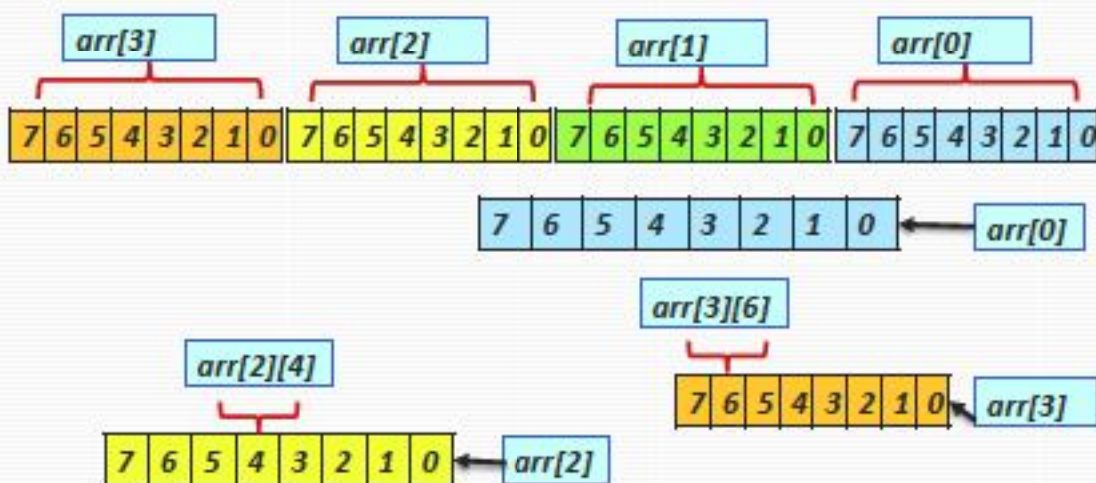 arr[3] arr[2] arr[1] arr[0]
7 6 5 4 3 2 1 0 7 6 5 4 3 2 1 0 7 6 5 4 3 2 1 0 7 6 5 4 3 2 1 0
7 6 5 4 3 2 1 0 arr[0]
arr[3][6]
arr[2][4]
7 6 5 4 3 2 1 0 arr[3]
7 6 5 4 3 2 1 0 arr[2]